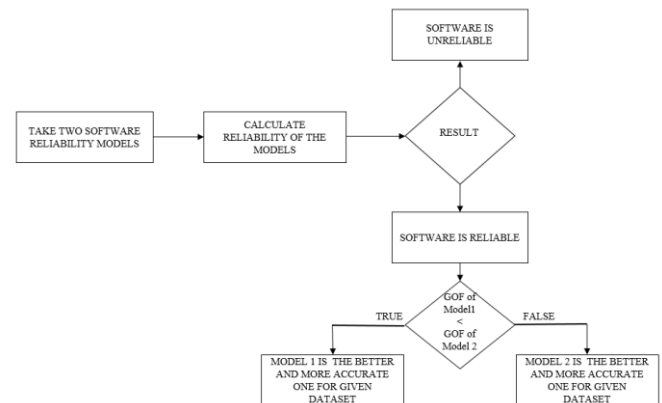 SOFTWARE IS
UNRELIABLE
TAKE TWO SOFTWARE
RELIABILITY MODELS
CALCULATE
RELIABILITY OF THE
MODELS
RESULT
SOFTWARE IS RELIABLE
TRUE
GOF of
Model1
<
GOF of
Model 2
FALSE
MODEL 1 IS THE BETTER
AND MORE ACCURATE
ONE FOR GIVEN
DATASET
MODEL 2 IS THE BETTER
AND MORE ACCURATE
ONE FOR GIVEN
DATASET